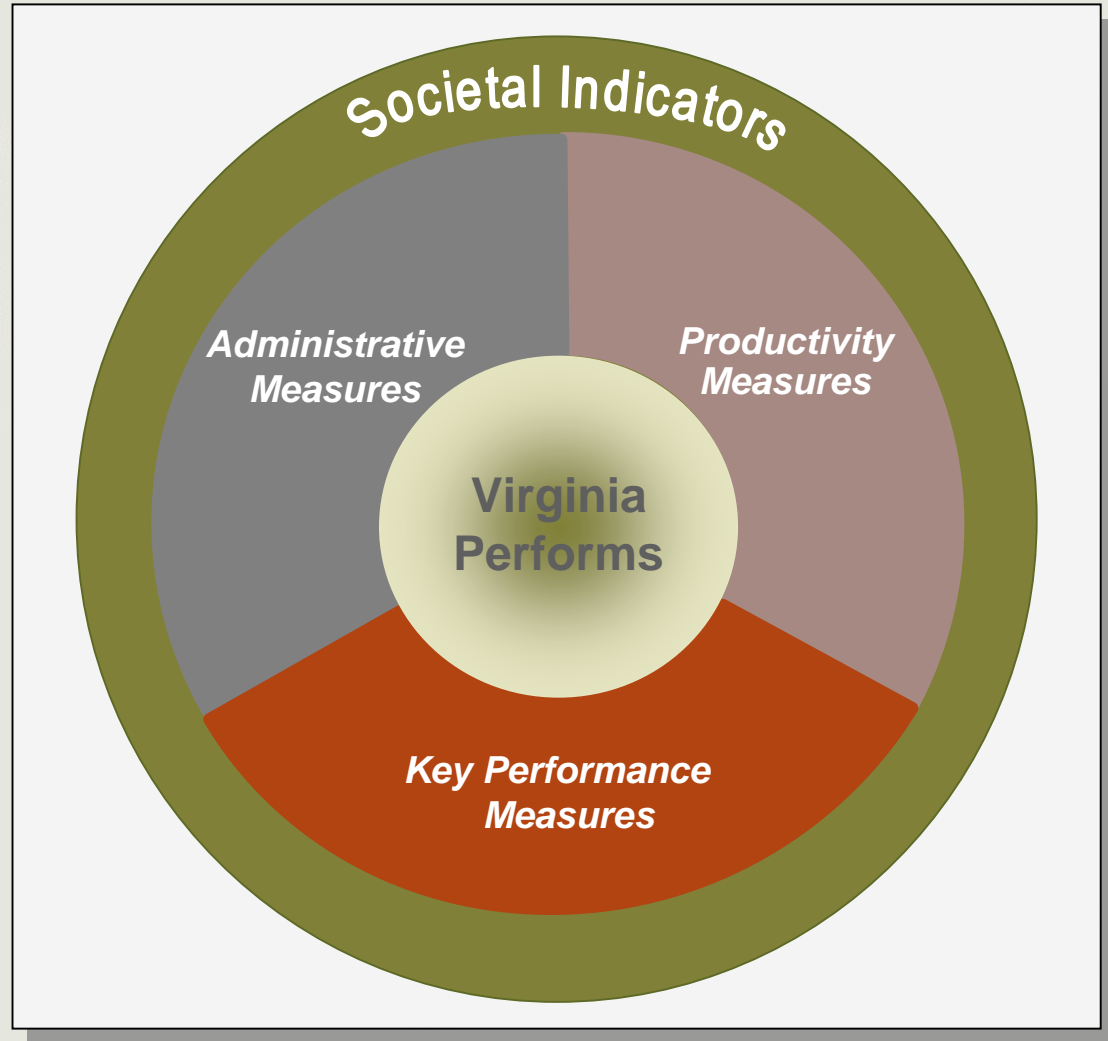 Societal Indicators
Administrative
Measures
Productivity
Measures
Virginia
Performs
Key Performance
Measures